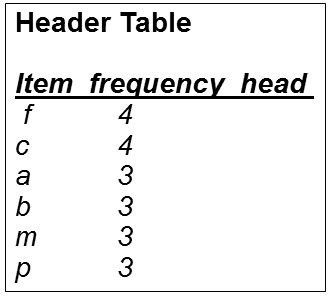 Header Table
Item frequency head
f 4
c 4
a 3
b 3
m 3
p 3